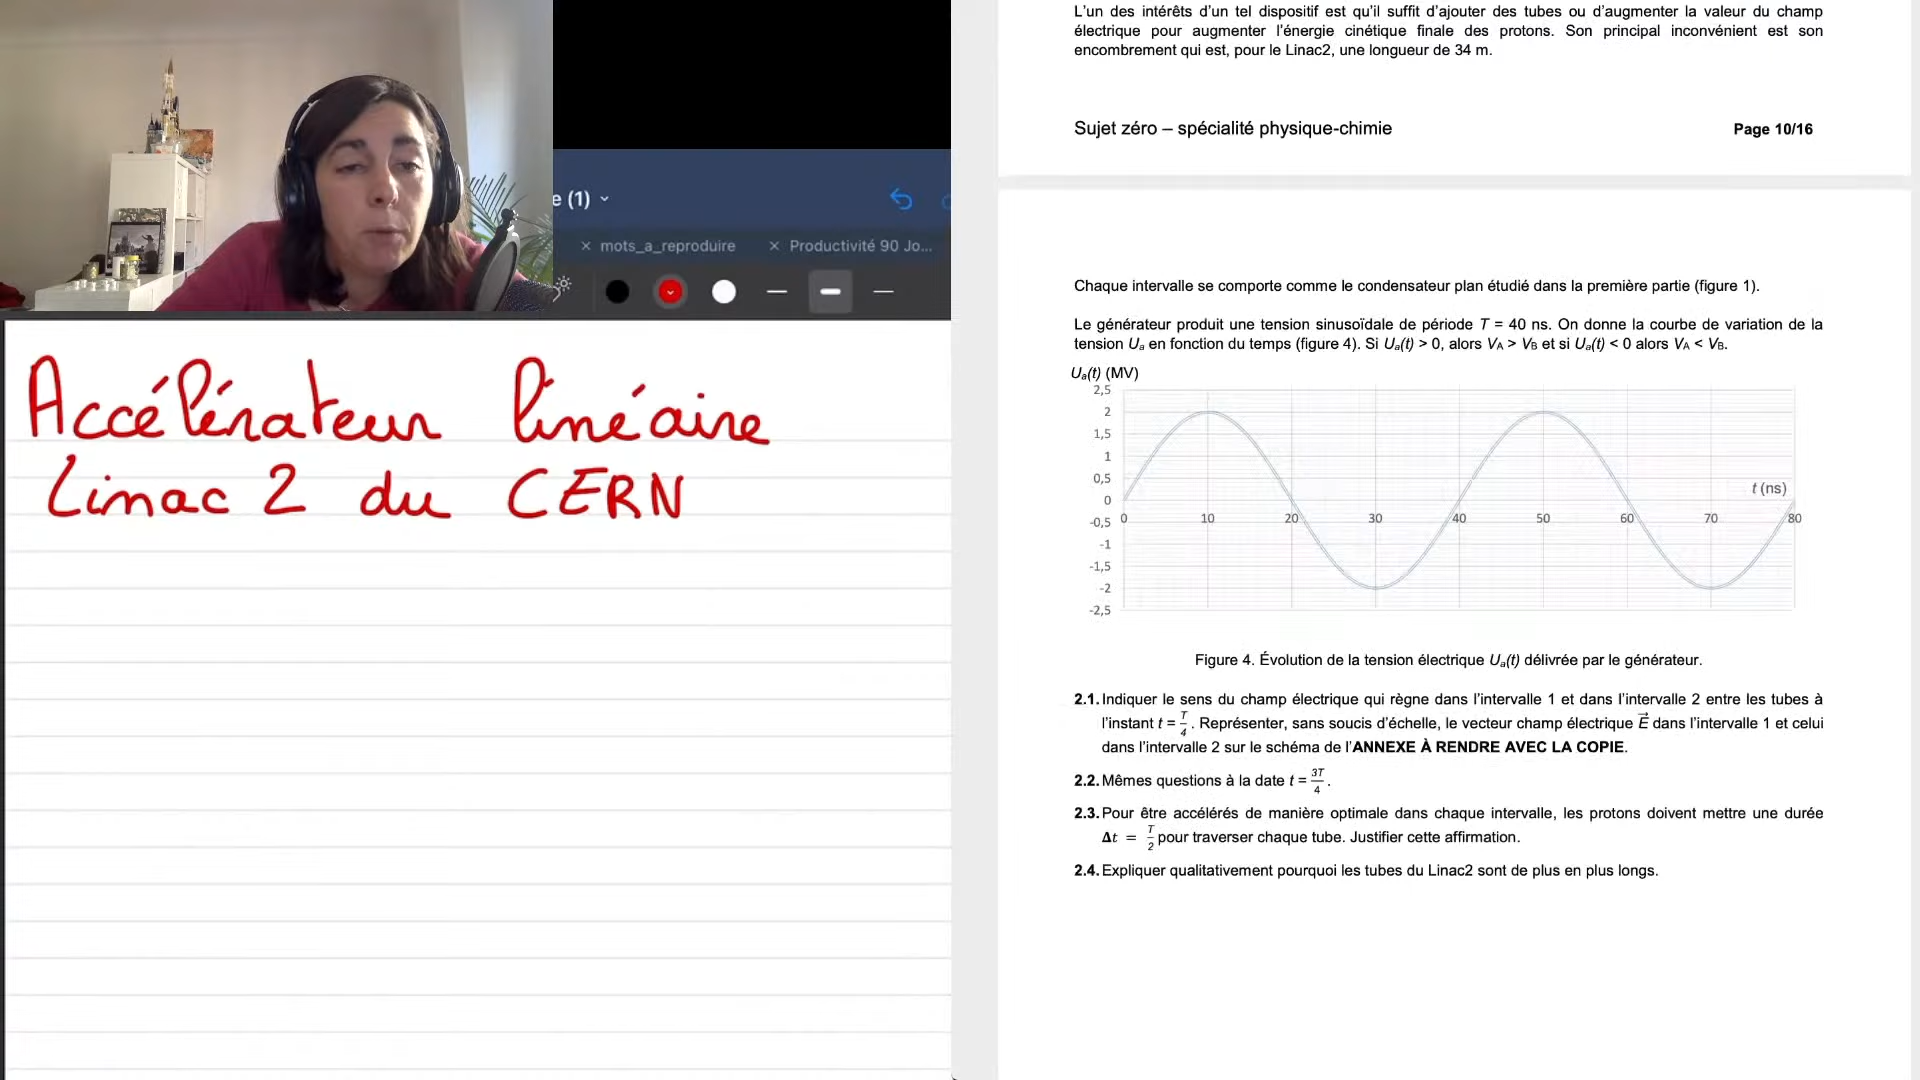 e (1)
mots_a_reproduire
Productivité 90 Jo...
Accélérateur linéaire
Linac 2 du CERN
L'un des intérêts d'un tel dispositif est qu'il suffit d'ajouter des tubes ou d'augmenter la valeur du champ
électrique pour augmenter l'énergie cinétique finale des protons. Son principal inconvénient est son
encombrement qui est, pour le Linac2, une longueur de 34 m.
Sujet zéro – spécialité physique-chimie
Page 10/16
Chaque intervalle se comporte comme le condensateur plan étudié dans la première partie (figure 1).
Le générateur produit une tension sinusoïdale de période T = 40 ns. On donne la courbe de variation de la
tension Uₐ en fonction du temps (figure 4). Si Uₐ(t) > 0, alors VA > VB et si Uₐ(t) < 0 alors VA < VB.
Uₐ(t) (MV)
2,5
2
1,5
1
0,5
0
-0,5
-1
-1,5
-2
-2,5
t (ns)
0 10 20 30 40 50 60 70 80
Figure 4. Évolution de la tension électrique Uₐ(t) délivrée par le générateur.
2.1. Indiquer le sens du champ électrique qui règne dans l'intervalle 1 et dans l'intervalle 2 entre les tubes à
l'instant t = T/4 . Représenter, sans soucis d'échelle, le vecteur champ électrique E⃗ dans l'intervalle 1 et celui
dans l'intervalle 2 sur le schéma de l'ANNEXE À RENDRE AVEC LA COPIE.
2.2. Mêmes questions à la date t = 3T/4 .
2.3. Pour être accélérés de manière optimale dans chaque intervalle, les protons doivent mettre une durée
Δt = T/2 pour traverser chaque tube. Justifier cette affirmation.
2.4. Expliquer qualitativement pourquoi les tubes du Linac2 sont de plus en plus longs.